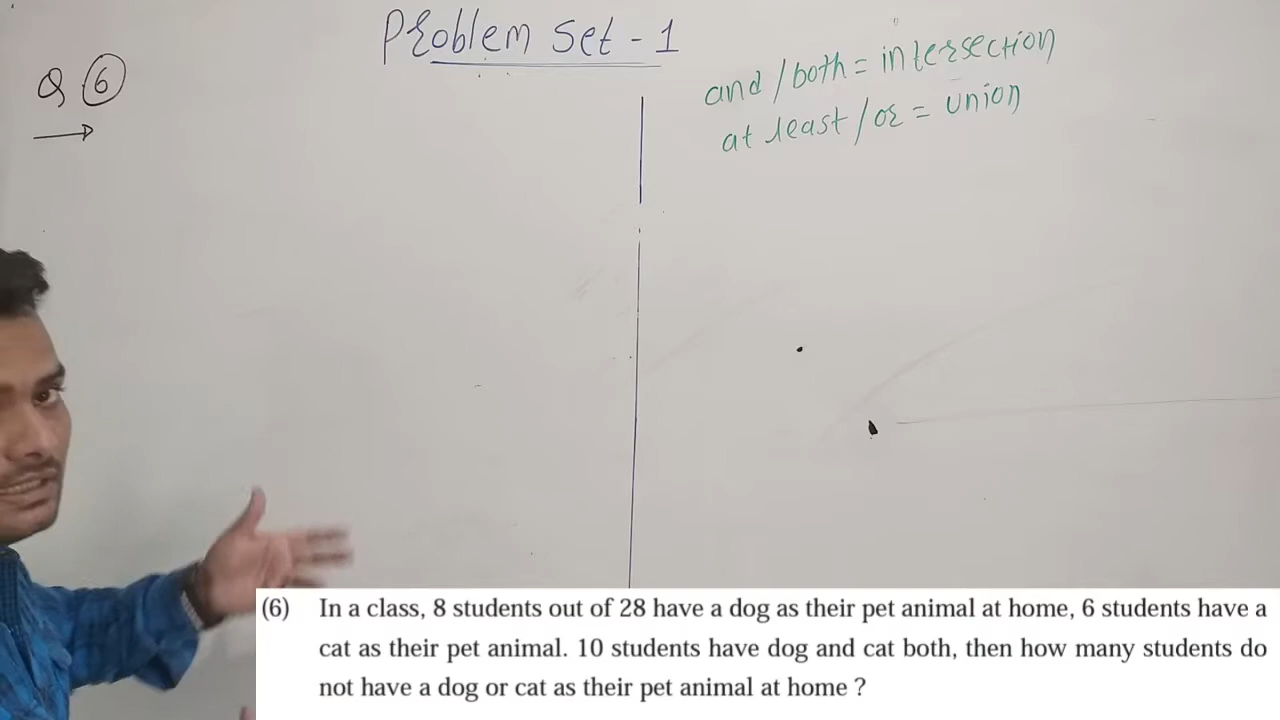 Problem Set - 1
Q 6
and / both = intersection
at least / or = union
(6) In a class, 8 students out of 28 have a dog as their pet animal at home, 6 students have a
cat as their pet animal. 10 students have dog and cat both, then how many students do
not have a dog or cat as their pet animal at home ?